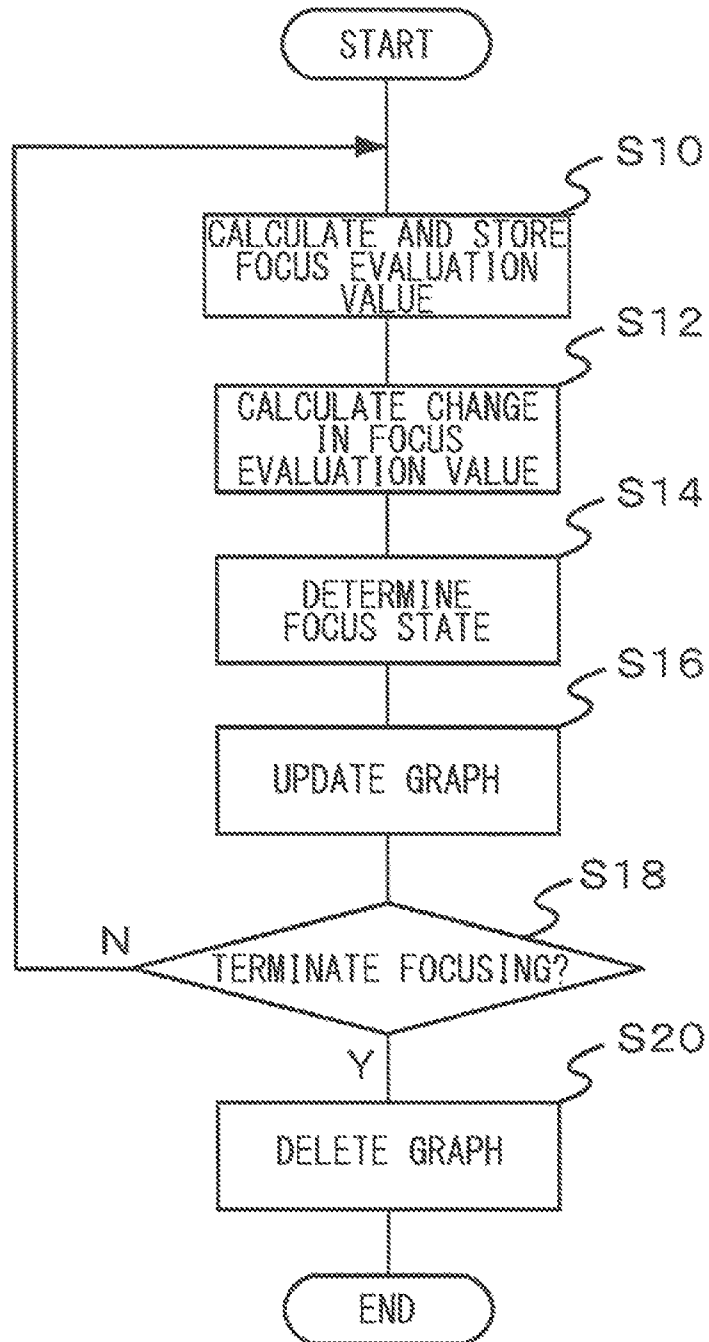 START
S10
CALCULATE AND STORE
FOCUS EVALUATION
VALUE
S12
CALCULATE CHANGE
IN FOCUS
EVALUATION VALUE
S14
DETERMINE
FOCUS STATE
S16
UPDATE GRAPH
S18
N
TERMINATE FOCUSING?
Y
S20
DELETE GRAPH
END